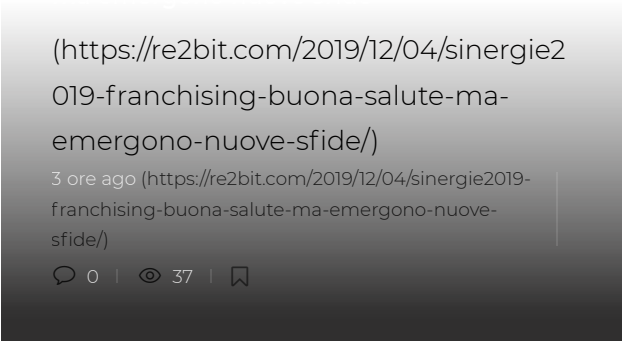 (https://re2bit.com/2019/12/04/sinergie2
019-franchising-buona-salute-ma-
emergono-nuove-sfide/)
3 ore ago (https://re2bit.com/2019/12/04/sinergie2019-
franchising-buona-salute-ma-emergono-nuove-
sfide/)
0 | 37 |